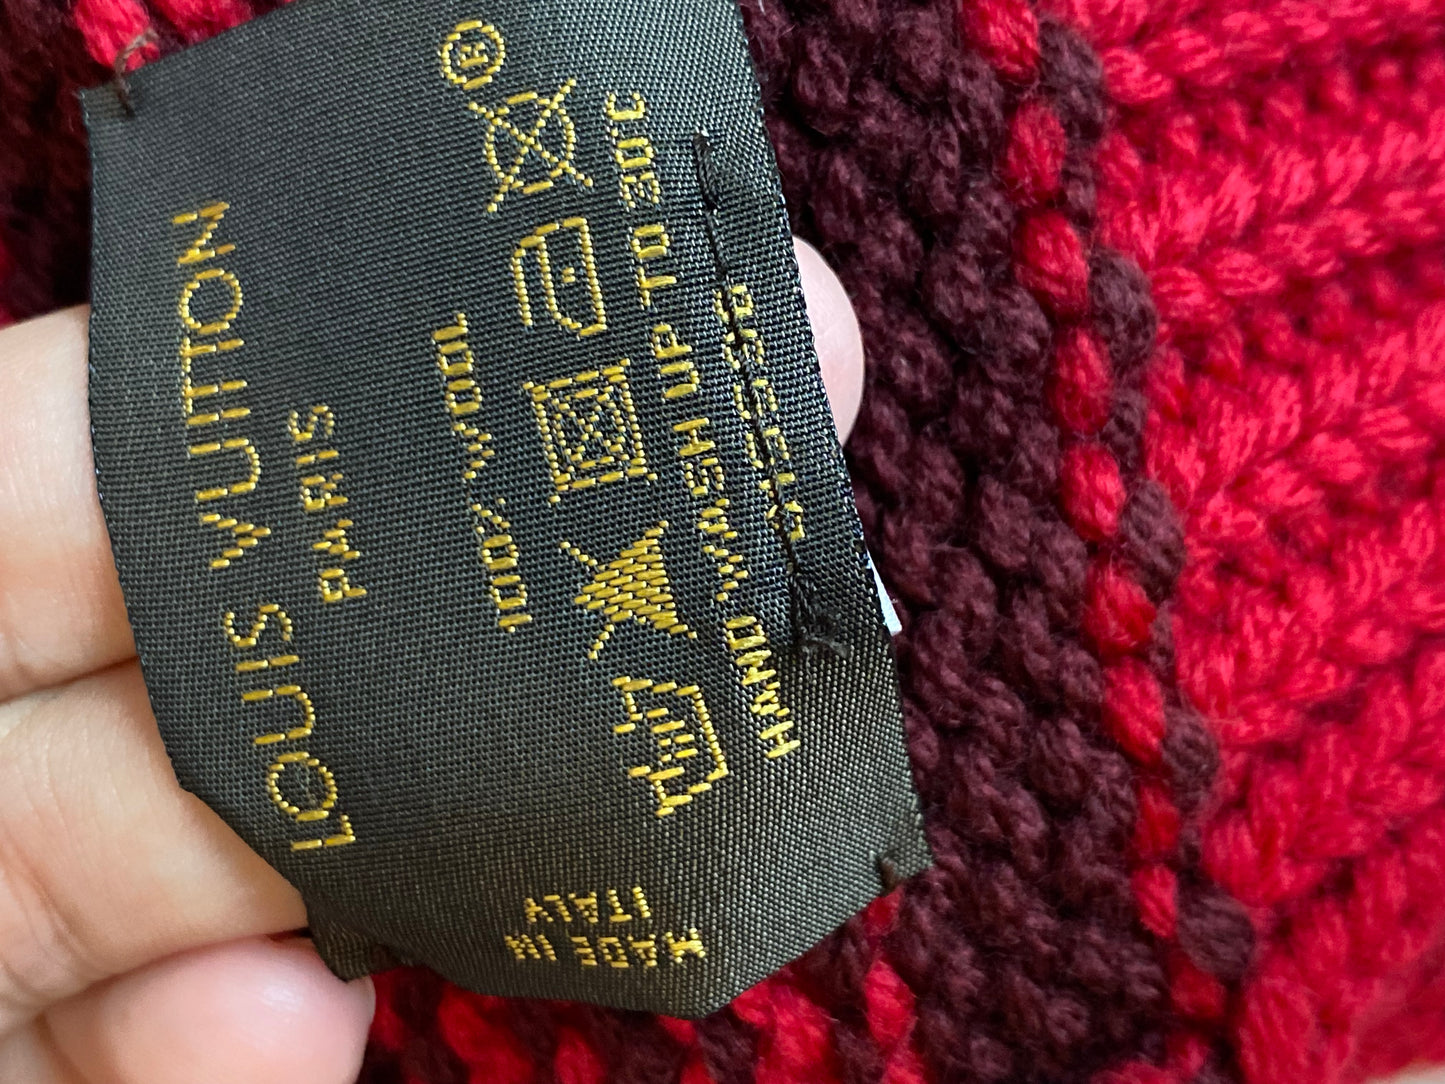 LOUIS VUITTON
PARIS
100% WOOL
®
HAND WASH UP TO 30°C
MADE IN
ITALY